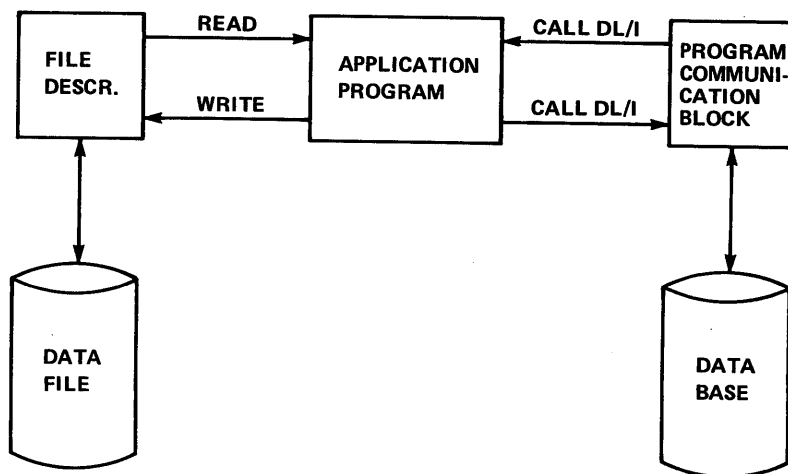 READ
CALL DL/I
FILE
DESCR.
APPLICATION
PROGRAM
PROGRAM
COMMUNI-
CATION
BLOCK
WRITE
CALL DL/I
DATA
FILE
DATA
BASE